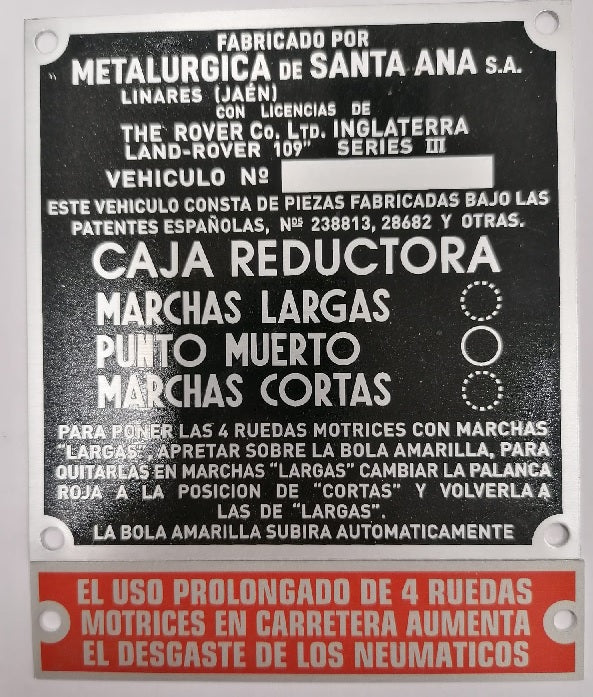 FABRICADO POR
METALURGICA DE SANTA ANA S.A.
LINARES (JAÉN)
CON LICENCIAS DE
THE ROVER Co. LTD. INGLATERRA
LAND-ROVER 109" SERIES III
VEHICULO Nº
ESTE VEHICULO CONSTA DE PIEZAS FABRICADAS BAJO LAS
PATENTES ESPAÑOLAS, Nos 238813, 28682 Y OTRAS.
CAJA REDUCTORA
MARCHAS LARGAS
PUNTO MUERTO
MARCHAS CORTAS
PARA PONER LAS 4 RUEDAS MOTRICES CON MARCHAS
"LARGAS", APRETAR SOBRE LA BOLA AMARILLA, PARA
QUITARLAS EN MARCHAS "LARGAS" CAMBIAR LA PALANCA
ROJA A LA POSICION DE "CORTAS" Y VOLVERLA A
LAS DE "LARGAS".
LA BOLA AMARILLA SUBIRA AUTOMATICAMENTE
EL USO PROLONGADO DE 4 RUEDAS
MOTRICES EN CARRETERA AUMENTA
EL DESGASTE DE LOS NEUMATICOS